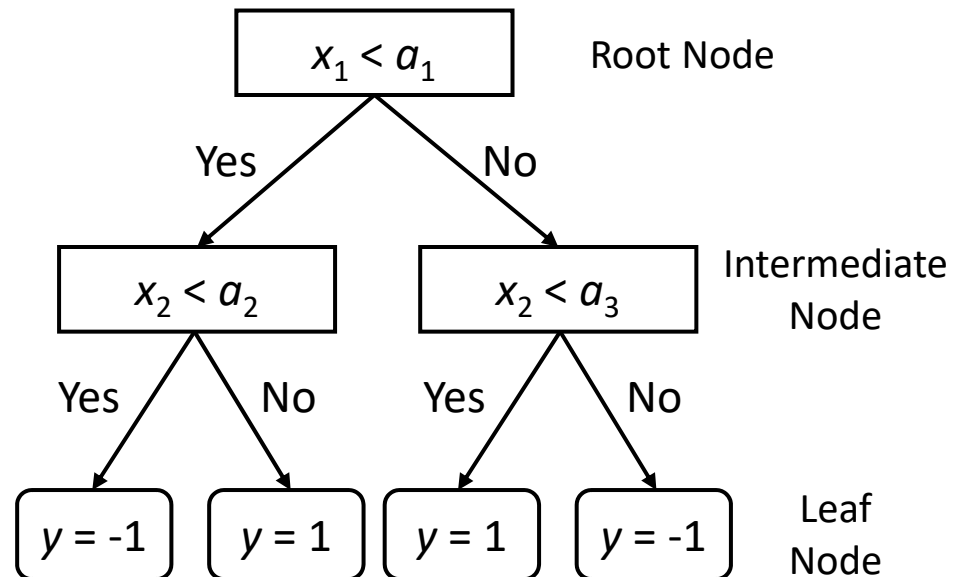 x₁ < a₁
Root Node
Yes
No
x₂ < a₂
x₂ < a₃
Intermediate
Node
Yes
No
Yes
No
y = -1
y = 1
y = 1
y = -1
Leaf
Node